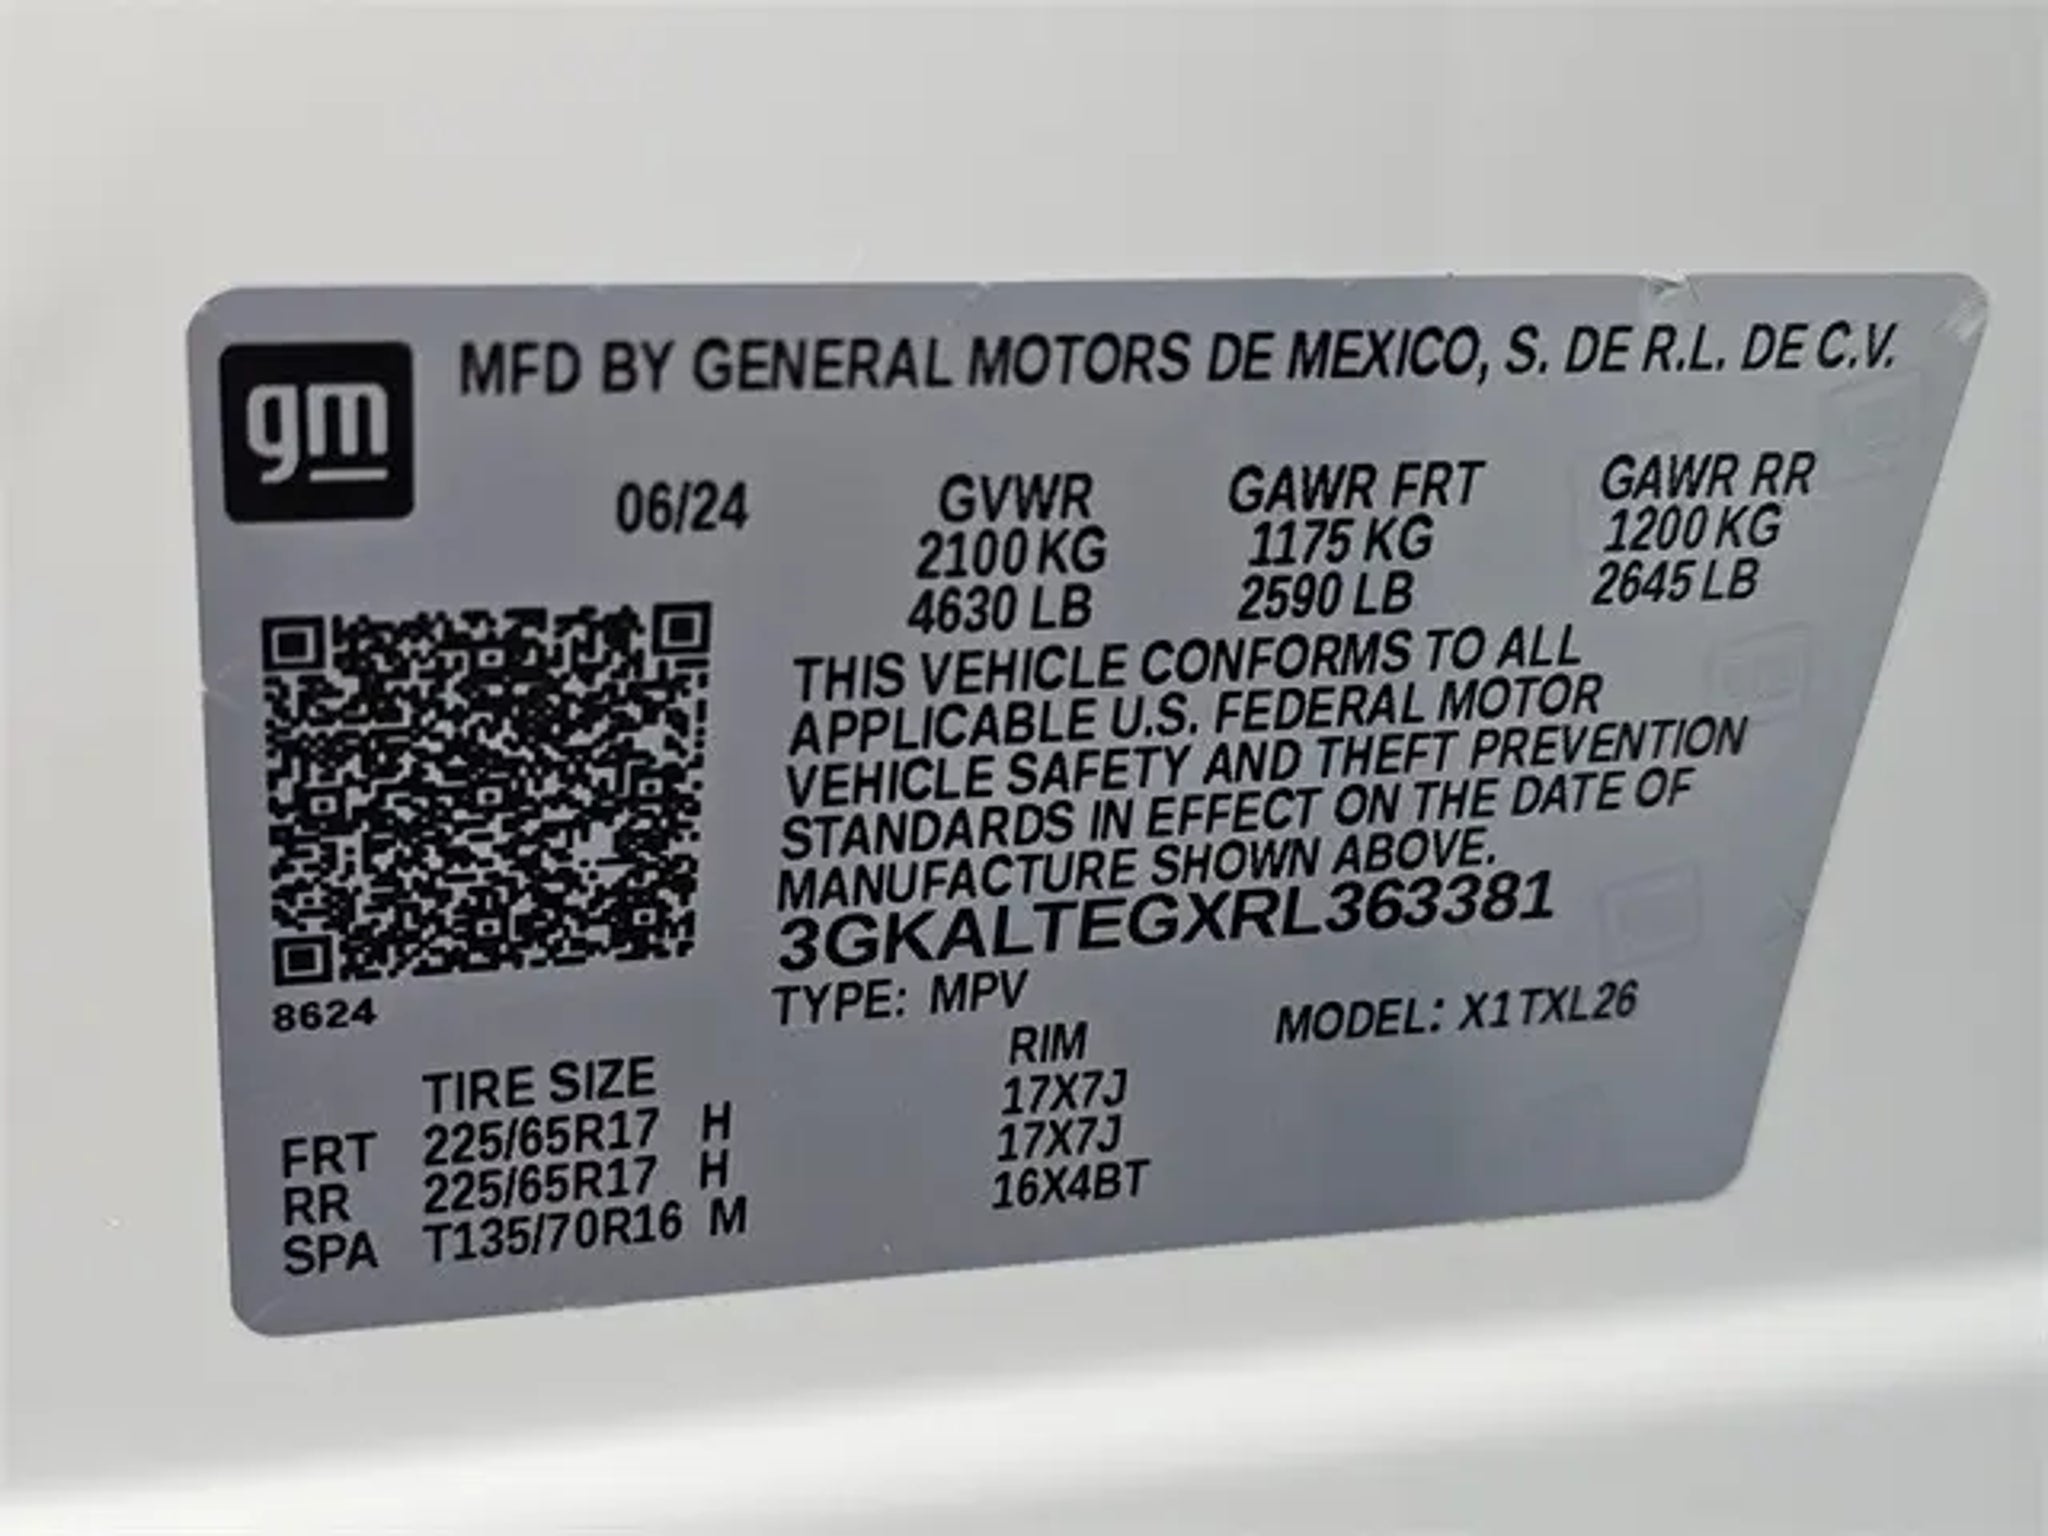 gm
MFD BY GENERAL MOTORS DE MEXICO, S. DE R.L. DE C.V.
06/24 GVWR GAWR FRT GAWR RR
2100 KG 1175 KG 1200 KG
4630 LB 2590 LB 2645 LB
THIS VEHICLE CONFORMS TO ALL
APPLICABLE U.S. FEDERAL MOTOR
VEHICLE SAFETY AND THEFT PREVENTION
STANDARDS IN EFFECT ON THE DATE OF
MANUFACTURE SHOWN ABOVE.
3GKALTEGXRL363381
8624
TYPE: MPV MODEL: X1TXL26
TIRE SIZE RIM
FRT 225/65R17 H 17X7J
RR 225/65R17 H 17X7J
SPA T135/70R16 M 16X4BT